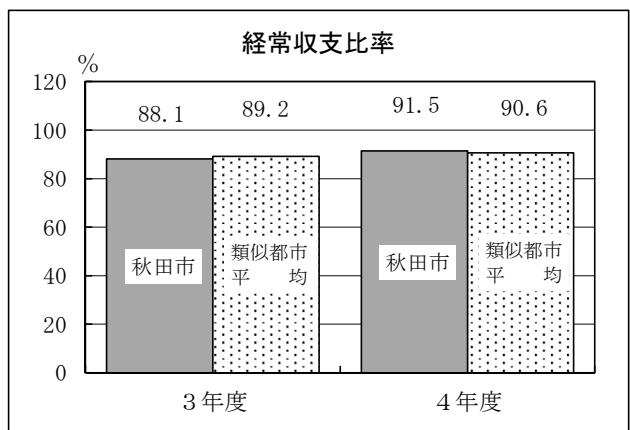 経常収支比率
%
120
100
80
60
40
20
0
88.1
89.2
91.5
90.6
秋田市
類似都市
平　　均
秋田市
類似都市
平　　均
３年度
４年度